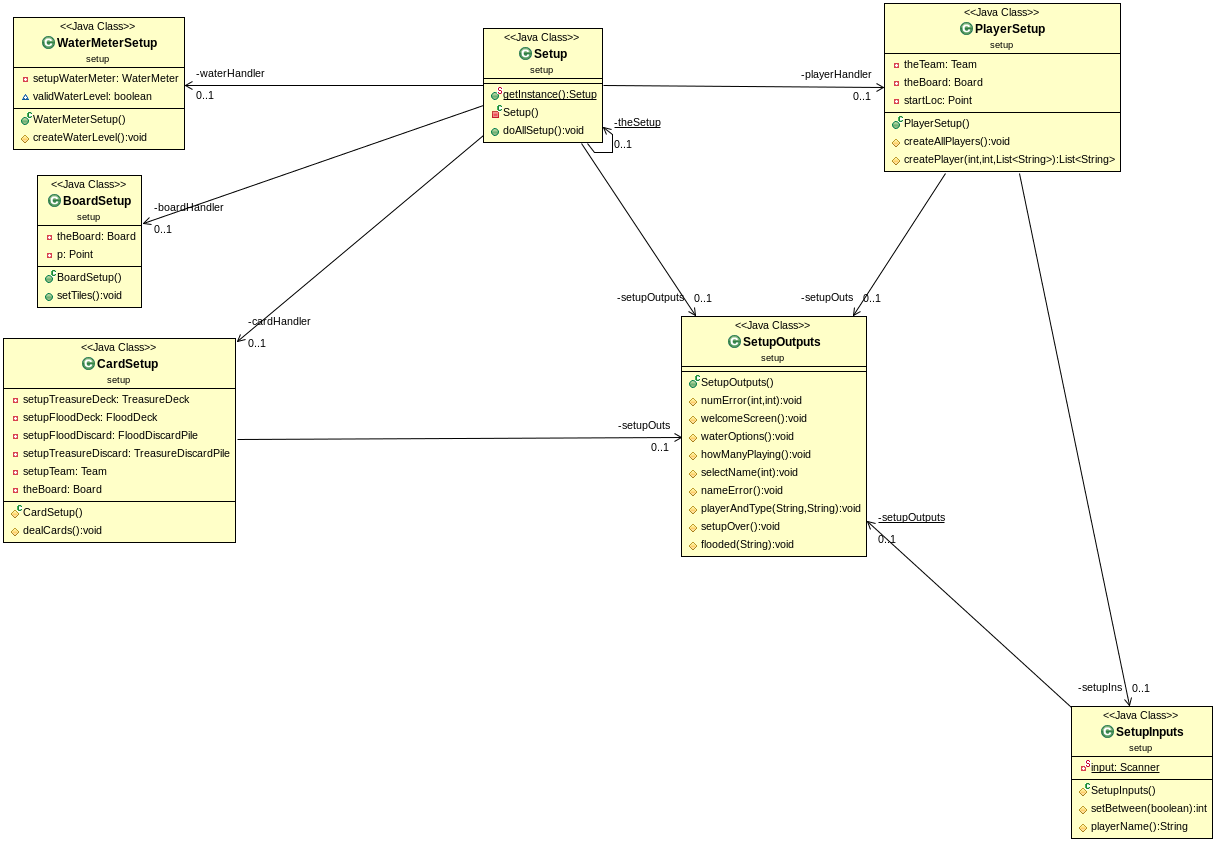 <<Java Class>>
WaterMeterSetup
setup
setupWaterMeter: WaterMeter
validWaterLevel: boolean
WaterMeterSetup()
createWaterLevel():void
-waterHandler
0..1
<<Java Class>>
Setup
setup
getInstance():Setup
Setup()
doAllSetup():void
-theSetup
0..1
-playerHandler
0..1
<<Java Class>>
PlayerSetup
setup
theTeam: Team
theBoard: Board
startLoc: Point
PlayerSetup()
createAllPlayers():void
createPlayer(int,int,List<String>):List<String>
<<Java Class>>
BoardSetup
setup
theBoard: Board
p: Point
BoardSetup()
setTiles():void
-boardHandler
0..1
-cardHandler
0..1
<<Java Class>>
CardSetup
setup
setupTreasureDeck: TreasureDeck
setupFloodDeck: FloodDeck
setupFloodDiscard: FloodDiscardPile
setupTreasureDiscard: TreasureDiscardPile
setupTeam: Team
theBoard: Board
CardSetup()
dealCards():void
-setupOuts
0..1
-setupOutputs 0..1
-setupOuts 0..1
<<Java Class>>
SetupOutputs
setup
SetupOutputs()
numError(int,int):void
welcomeScreen():void
waterOptions():void
howManyPlaying():void
selectName(int):void
nameError():void
playerAndType(String,String):void
setupOver():void
flooded(String):void
-setupOutputs
0..1
-setupIns 0..1
<<Java Class>>
SetupInputs
setup
input: Scanner
SetupInputs()
setBetween(boolean):int
playerName():String